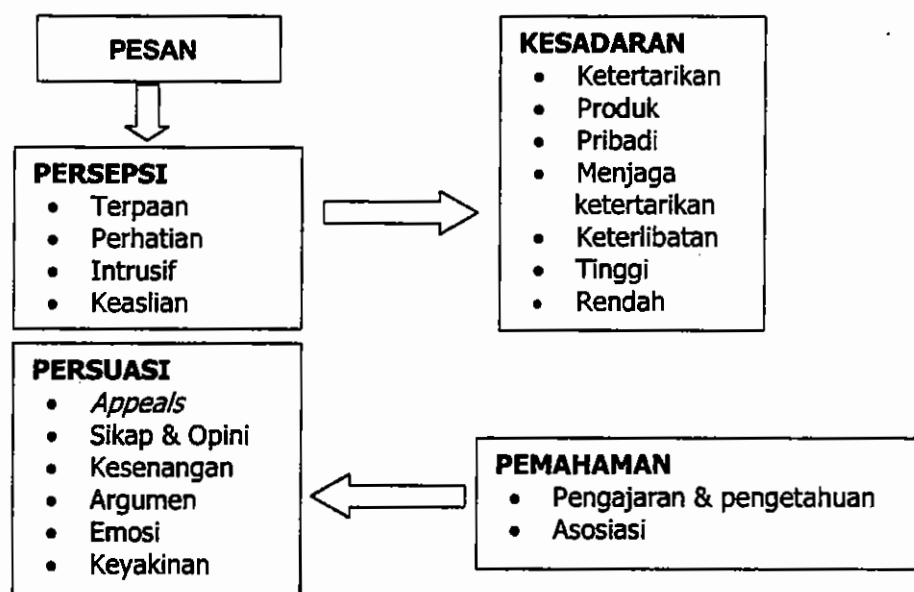 PESAN
PERSEPSI
• Terpaan
• Perhatian
• Intrusif
• Keaslian
KESADARAN
• Ketertarikan
• Produk
• Pribadi
• Menjaga
ketertarikan
• Keterlibatan
• Tinggi
• Rendah
PERSUASI
• Appeals
• Sikap & Opini
• Kesenangan
• Argumen
• Emosi
• Keyakinan
PEMAHAMAN
• Pengajaran & pengetahuan
• Asosiasi